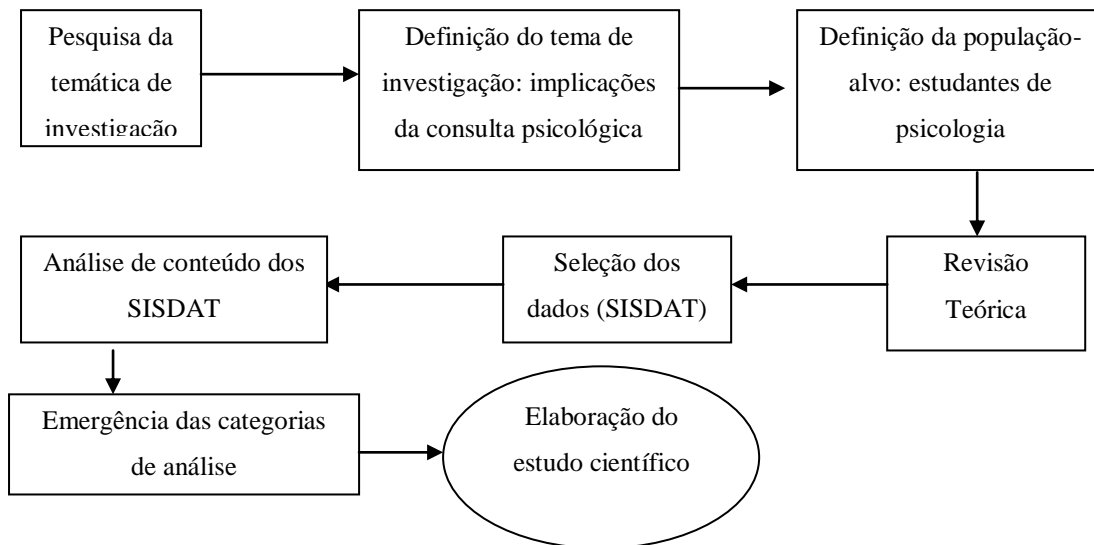 Pesquisa da
temática de
investigação
Definição do tema de
investigação: implicações
da consulta psicológica
Definição da população-
alvo: estudantes de
psicologia
Revisão
Teórica
Seleção dos
dados (SISDAT)
Análise de conteúdo dos
SISDAT
Emergência das categorias
de análise
Elaboração do
estudo científico